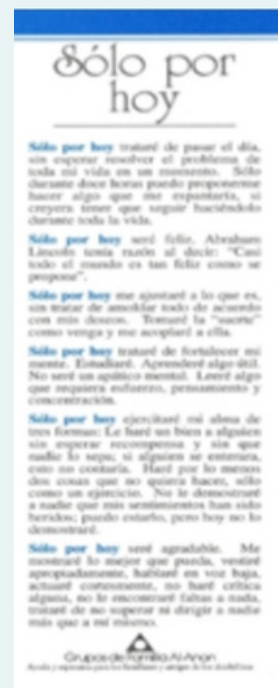 Sólo por
hoy
Sólo por hoy trataré de pasar el día,
sin esperar resolver el problema de
toda mi vida en un momento. Sólo
durante doce horas puedo proponerme
hacer algo que me espantaría, si
creyera tener que seguir haciéndolo
durante toda la vida.
Sólo por hoy seré feliz. Abraham
Lincoln tenía razón al decir: "Casi
todo el mundo es tan feliz como se
propone".
Sólo por hoy me ajustaré a lo que es,
sin tratar de amoldar todo de acuerdo
con mis deseos. Tomaré la "suerte"
como venga y me acoplaré a ella.
Sólo por hoy trataré de fortalecer mi
mente. Estudiaré. Aprenderé algo útil.
No seré un apático mental. Leeré algo
que requiera esfuerzo, pensamiento y
concentración.
Sólo por hoy ejercitaré mi alma de
tres formas: Le haré un bien a alguien
sin esperar recompensa y sin que
nadie lo sepa; si alguien se enterara,
esto no contaría. Haré por lo menos
dos cosas que no quiera hacer, sólo
como un ejercicio. No le demostraré
a nadie que mis sentimientos han sido
heridos; puedo estarlo, pero hoy no lo
demostraré.
Sólo por hoy seré agradable. Me
mostraré lo mejor que pueda, vestiré
apropiadamente, hablaré en voz baja,
actuaré cortésmente, no haré crítica
alguna, no le encontraré faltas a nada,
trataré de no superar ni dirigir a nadie
más que a mí mismo.
Grupos de Familia Al-Anon
Ayuda y esperanza para los familiares y amigos de los alcohólicos